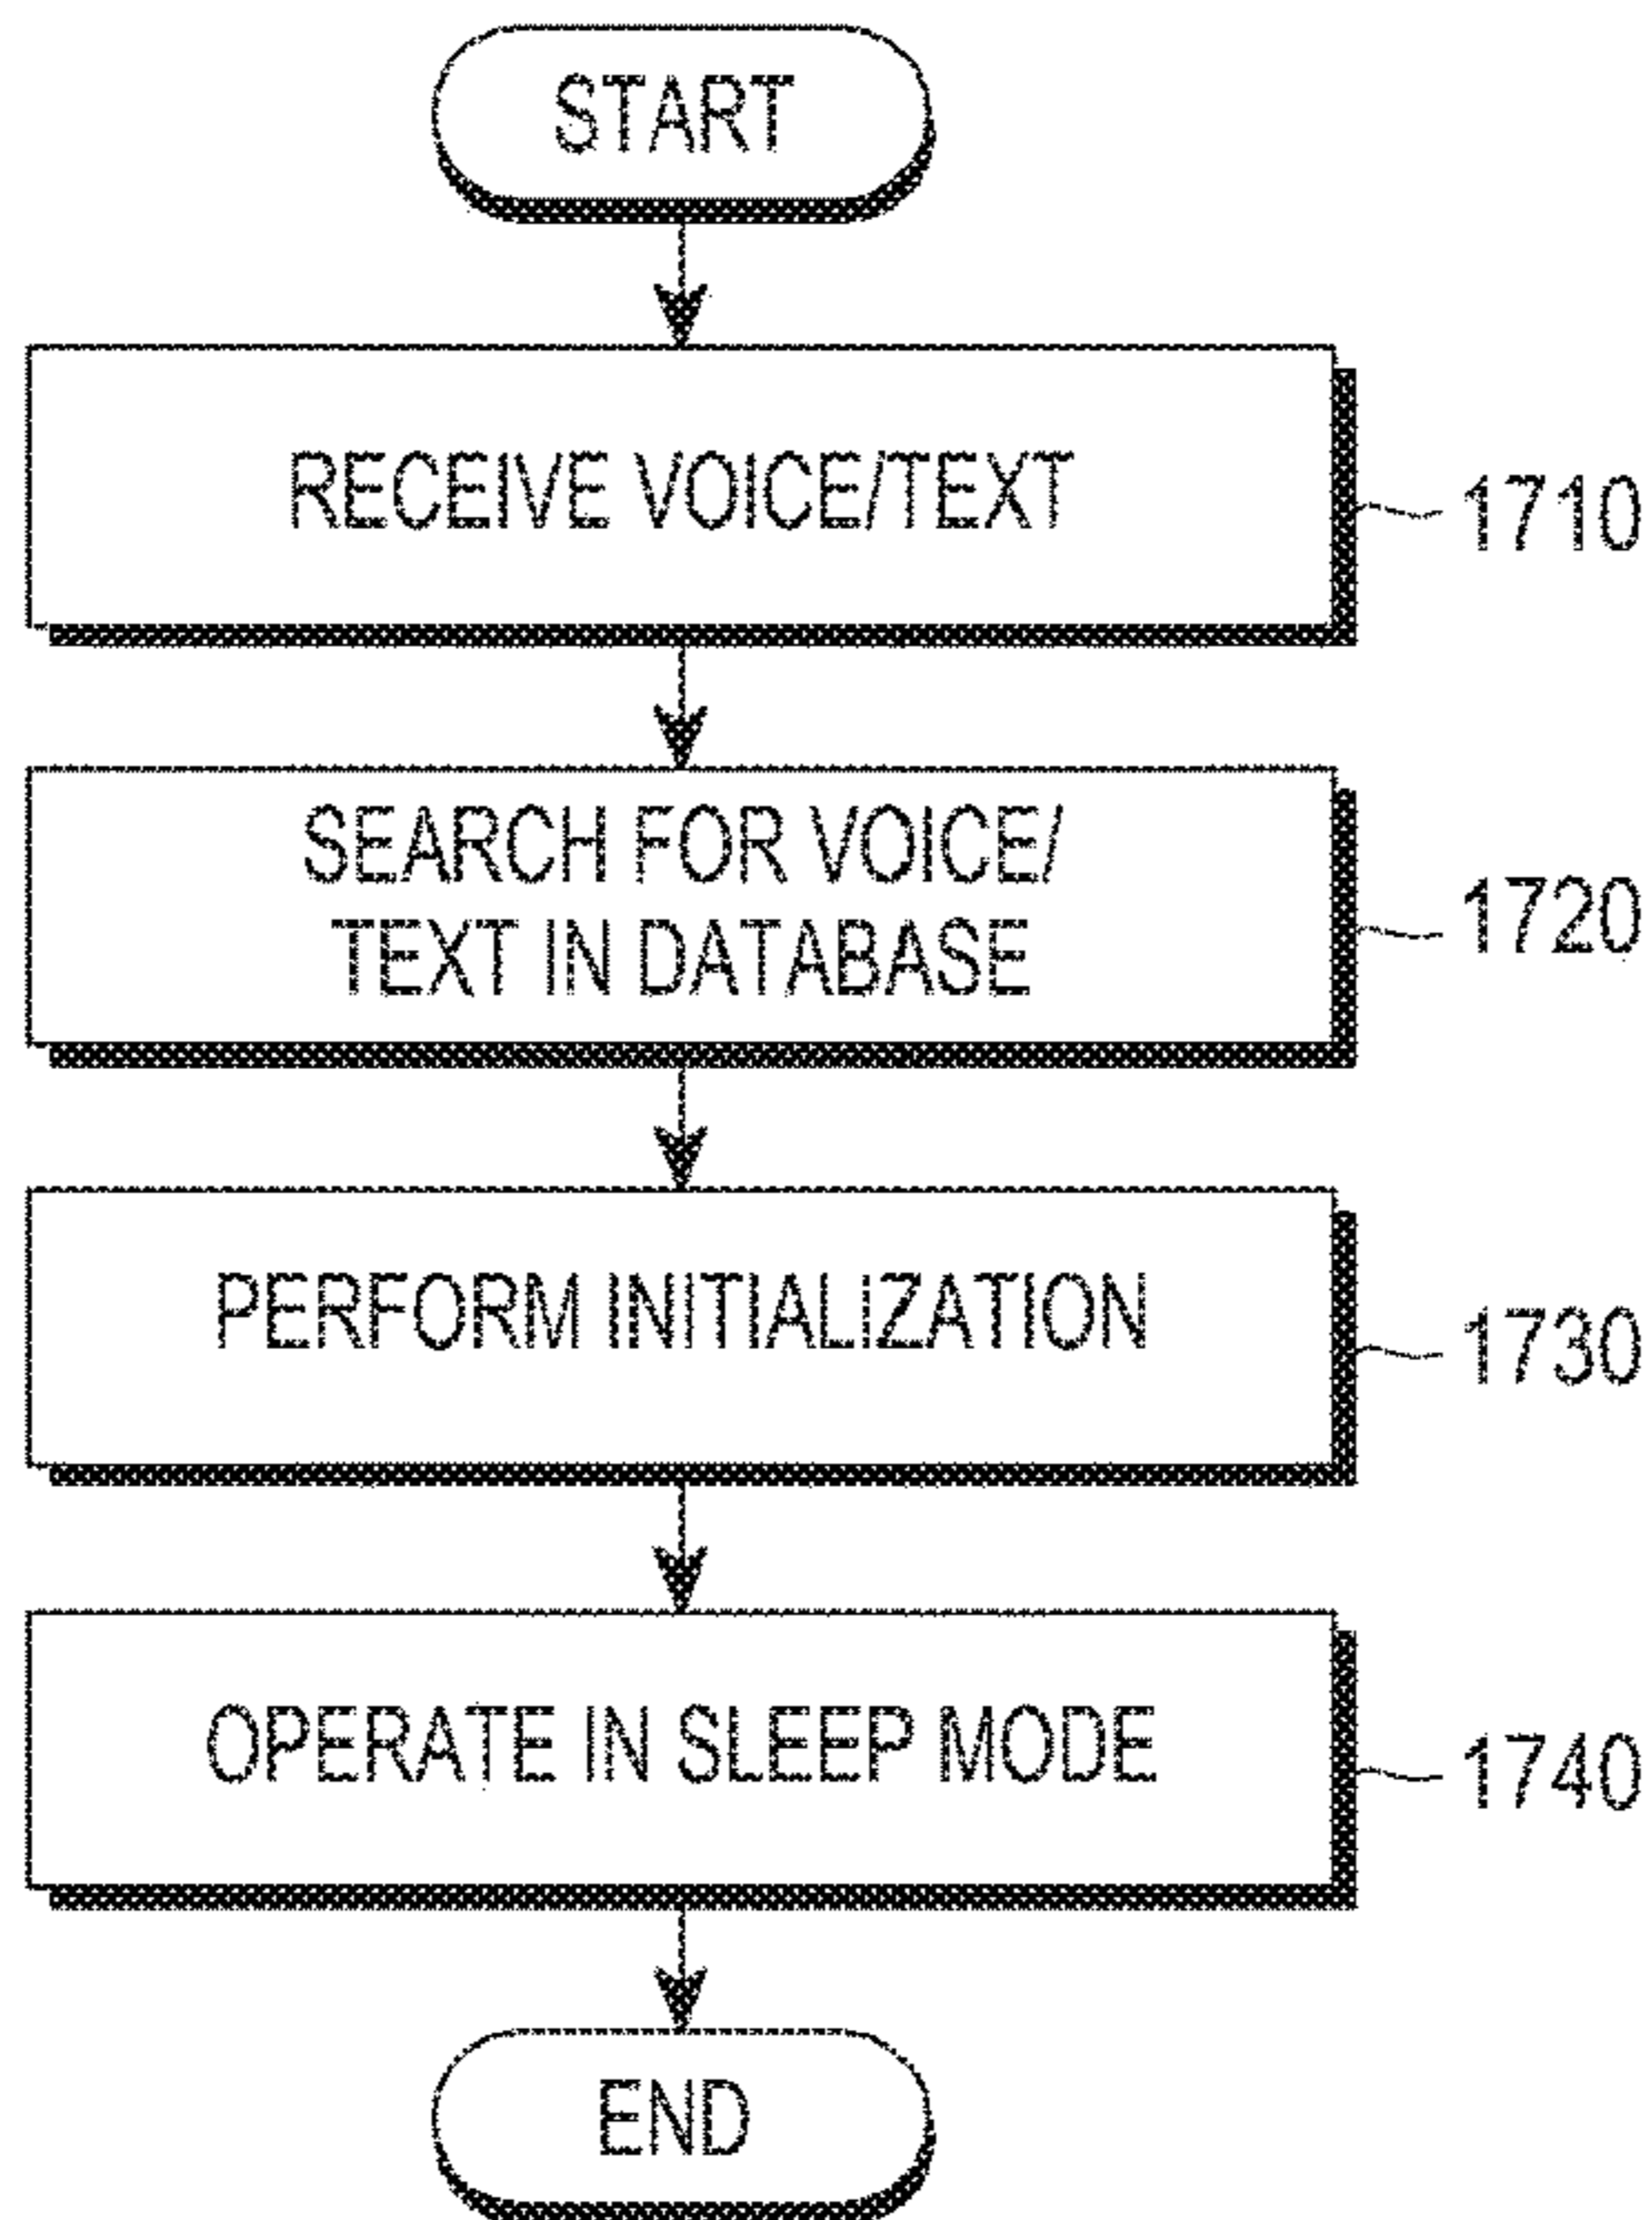 START
RECEIVE VOICE/TEXT
1710
SEARCH FOR VOICE/
TEXT IN DATABASE
1720
PERFORM INITIALIZATION
1730
OPERATE IN SLEEP MODE
1740
END